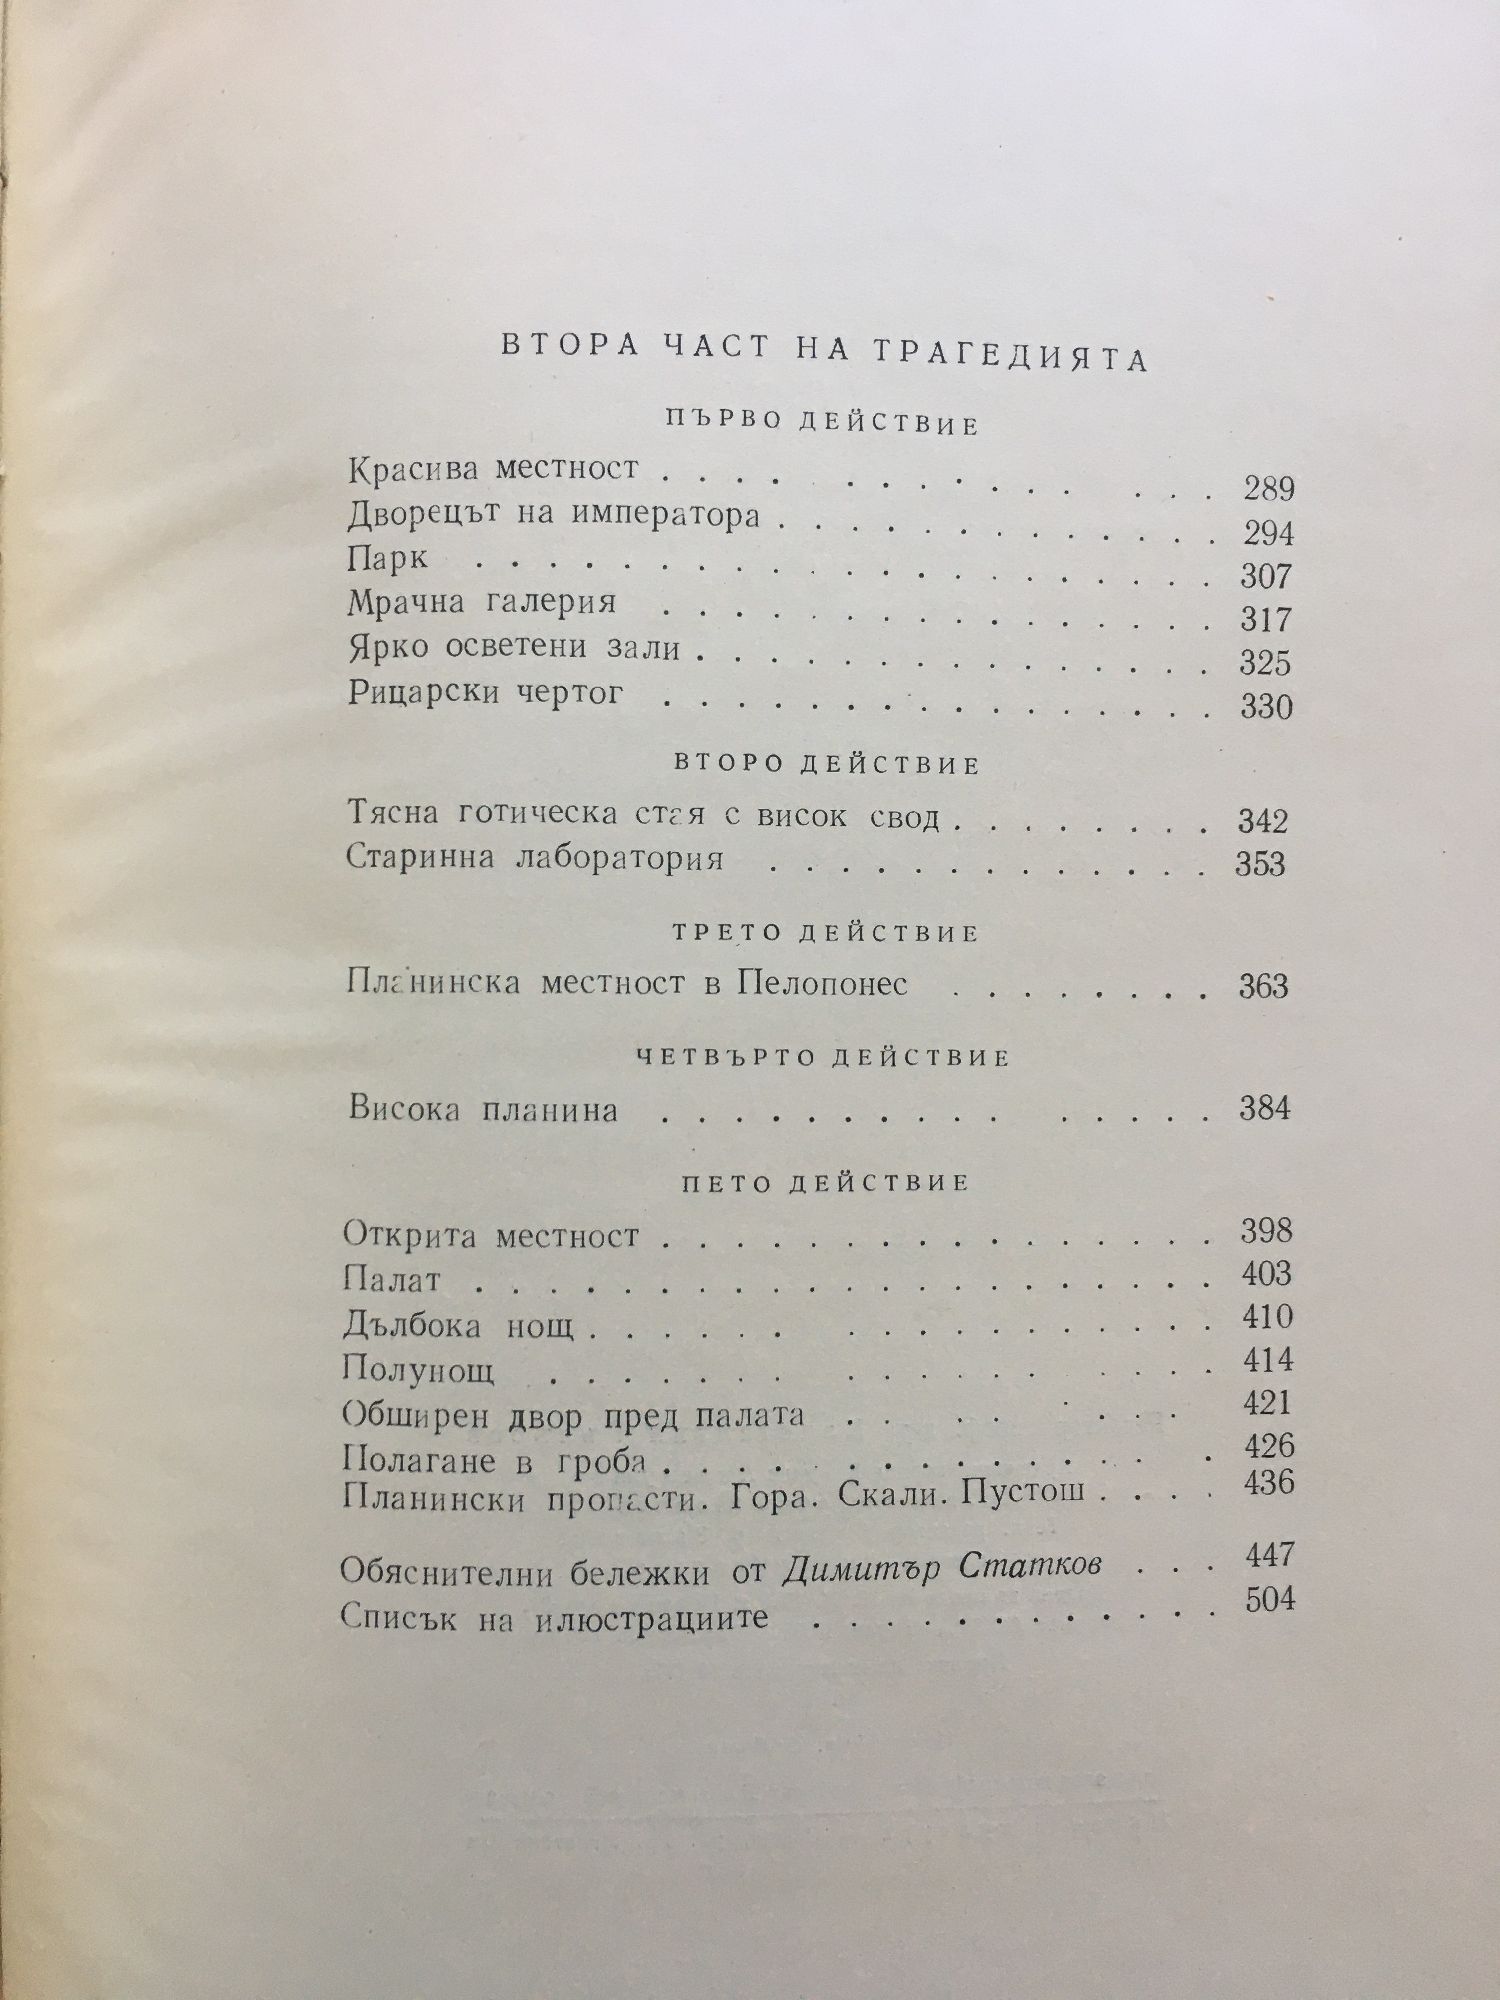 ВТОРА ЧАСТ НА ТРАГЕДИЯТА
ПЪРВО ДЕЙСТВИЕ
Красива местност . . . . . . . . . . . . . . 289
Дворецът на императора . . . . . . . . . . . . 294
Парк . . . . . . . . . . . . . . . . . . . . 307
Мрачна галерия . . . . . . . . . . . . . . . 317
Ярко осветени зали . . . . . . . . . . . . . . 325
Рицарски чертог . . . . . . . . . . . . . . . 330
ВТОРО ДЕЙСТВИЕ
Тясна готическа стая с висок свод . . . . . . . . 342
Старинна лаборатория . . . . . . . . . . . . . 353
ТРЕТО ДЕЙСТВИЕ
Планинска местност в Пелопонес . . . . . . . . 363
ЧЕТВЪРТО ДЕЙСТВИЕ
Висока планина . . . . . . . . . . . . . . . 384
ПЕТО ДЕЙСТВИЕ
Открита местност . . . . . . . . . . . . . . . . 398
Палат . . . . . . . . . . . . . . . . . . . . 403
Дълбока нощ . . . . . . . . . . . . . . . . . 410
Полунощ . . . . . . . . . . . . . . . . . 414
Обширен двор пред палата . . . . . . . . 421
Полагане в гроба . . . . . . . . . . . . . . . 426
Планински пропасти. Гора. Скали. Пустош . . . . 436
Обяснителни бележки от Димитър Статков . . . 447
Списък на илюстрациите . . . . . . . . . . . . 504